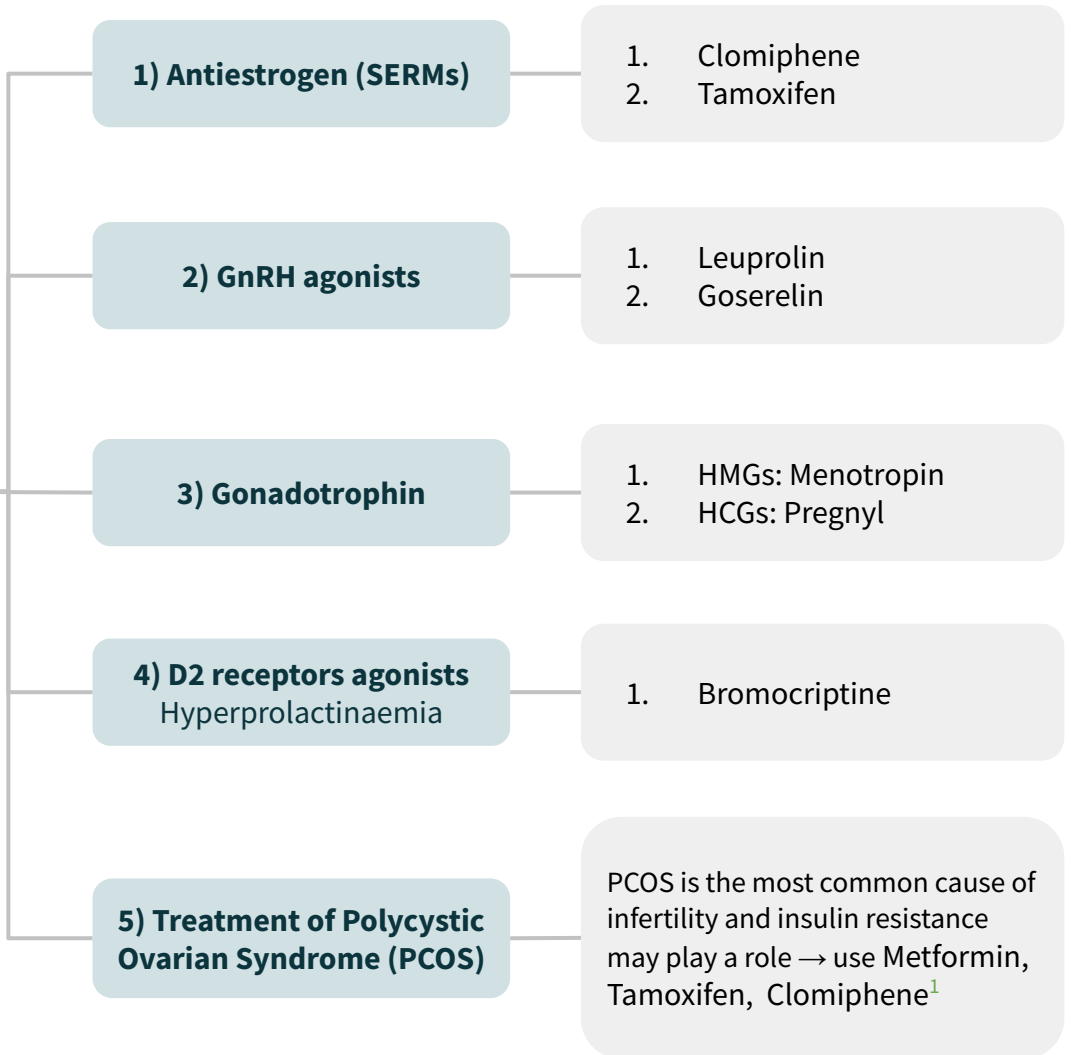 1) Antiestrogen (SERMs)
1. Clomiphene
2. Tamoxifen
2) GnRH agonists
1. Leuprolin
2. Goserelin
3) Gonadotrophin
1. HMGs: Menotropin
2. HCGs: Pregnyl
4) D2 receptors agonists
Hyperprolactinaemia
1. Bromocriptine
5) Treatment of Polycystic
Ovarian Syndrome (PCOS)
PCOS is the most common cause of
infertility and insulin resistance
may play a role → use Metformin,
Tamoxifen, Clomiphene¹